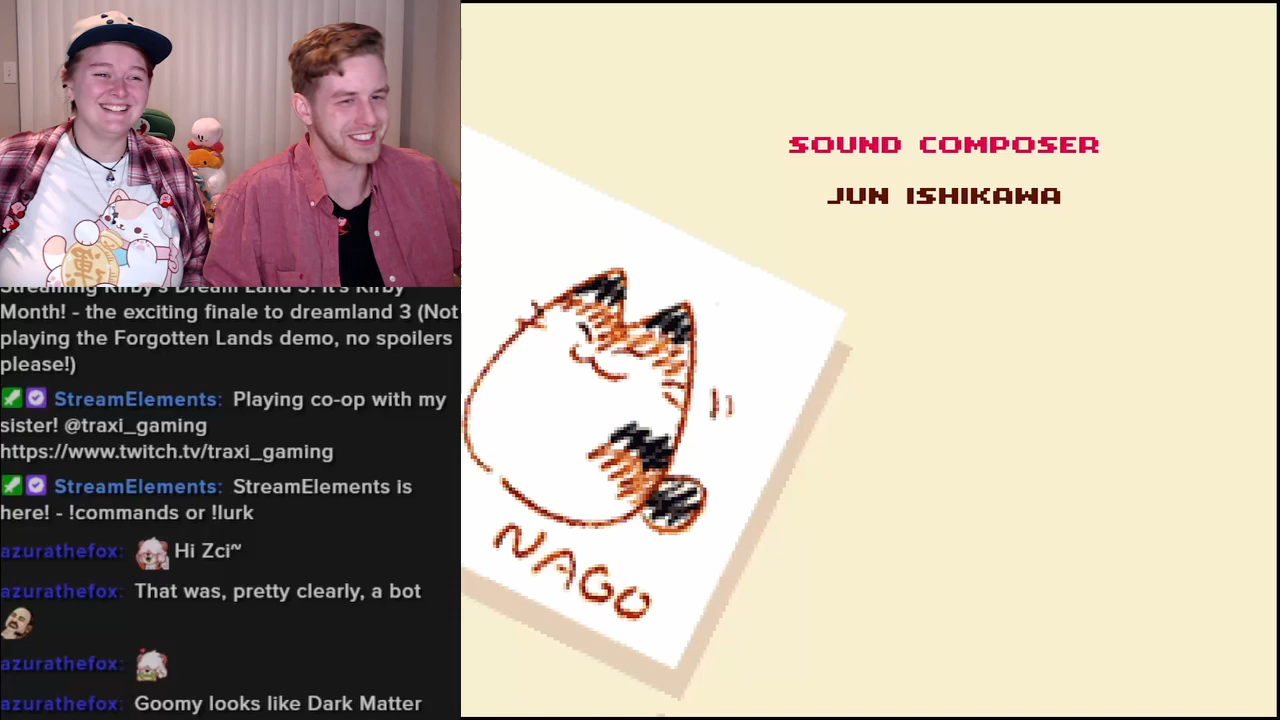 Streaming Kirby's Dream Land 3. It's Kirby
Month! - the exciting finale to dreamland 3 (Not
playing the Forgotten Lands demo, no spoilers
please!)
StreamElements: Playing co-op with my
sister! @traxi_gaming
https://www.twitch.tv/traxi_gaming
StreamElements: StreamElements is
here! - !commands or !lurk
azurathefox: Hi Zci~
azurathefox: That was, pretty clearly, a bot
azurathefox:
azurathefox: Goomy looks like Dark Matter
SOUND COMPOSER
JUN ISHIKAWA
NAGO